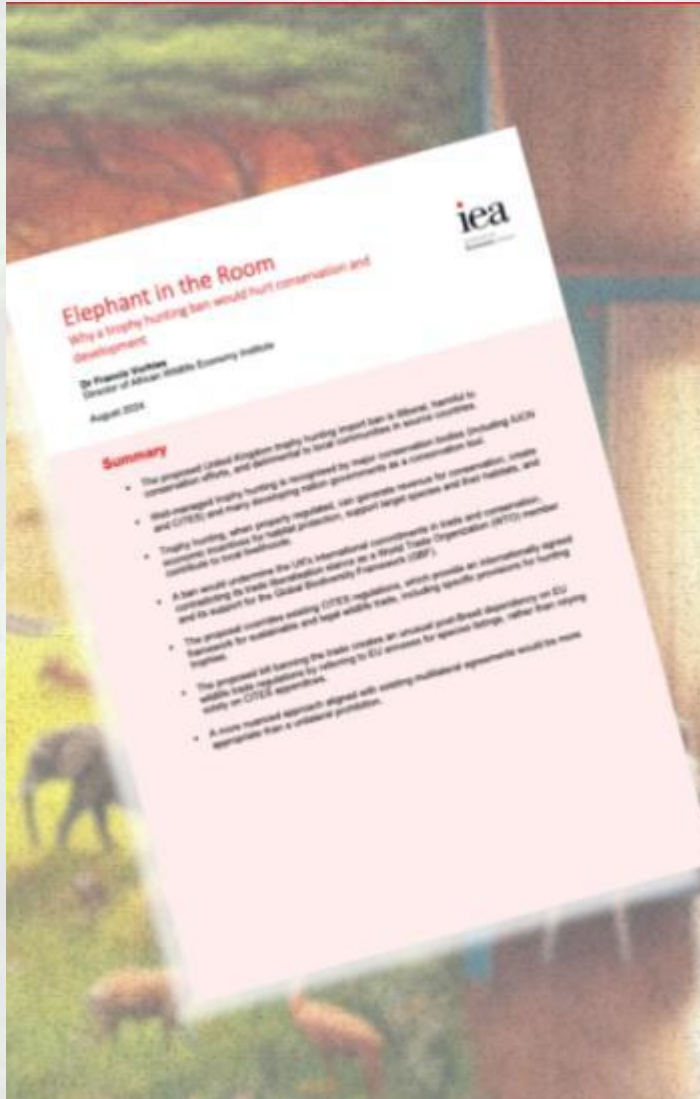 iea
Elephant in the Room
Why a trophy hunting ban would hurt conservation and
development
Dr Francis Vorhies
Director of African Wildlife Economy Institute
August 2024
Summary
• The proposed United Kingdom trophy hunting import ban is illiberal, harmful to
conservation efforts, and detrimental to local communities in source countries.
• Well-managed trophy hunting is recognised by major conservation bodies (including IUCN
and CITES) and many developing nation governments as a conservation tool.
• Trophy hunting, when properly regulated, can generate revenue for conservation, create
economic incentives for habitat protection, support target species and their habitats, and
contribute to local livelihoods.
• A ban would undermine the UK's international commitments in trade and conservation,
contradicting its trade liberalisation stance as a World Trade Organization (WTO) member
and its support for the Global Biodiversity Framework (GBF).
• The proposal overrides existing CITES regulations, which provide an internationally agreed
framework for sustainable and legal wildlife trade, including specific provisions for hunting
trophies.
• The proposed bill banning the trade creates an unusual post-Brexit dependency on EU
wildlife trade regulations by referring to EU annexes for species listings, rather than relying
solely on CITES appendices.
• A more nuanced approach aligned with existing multilateral agreements would be more
appropriate than a unilateral prohibition.